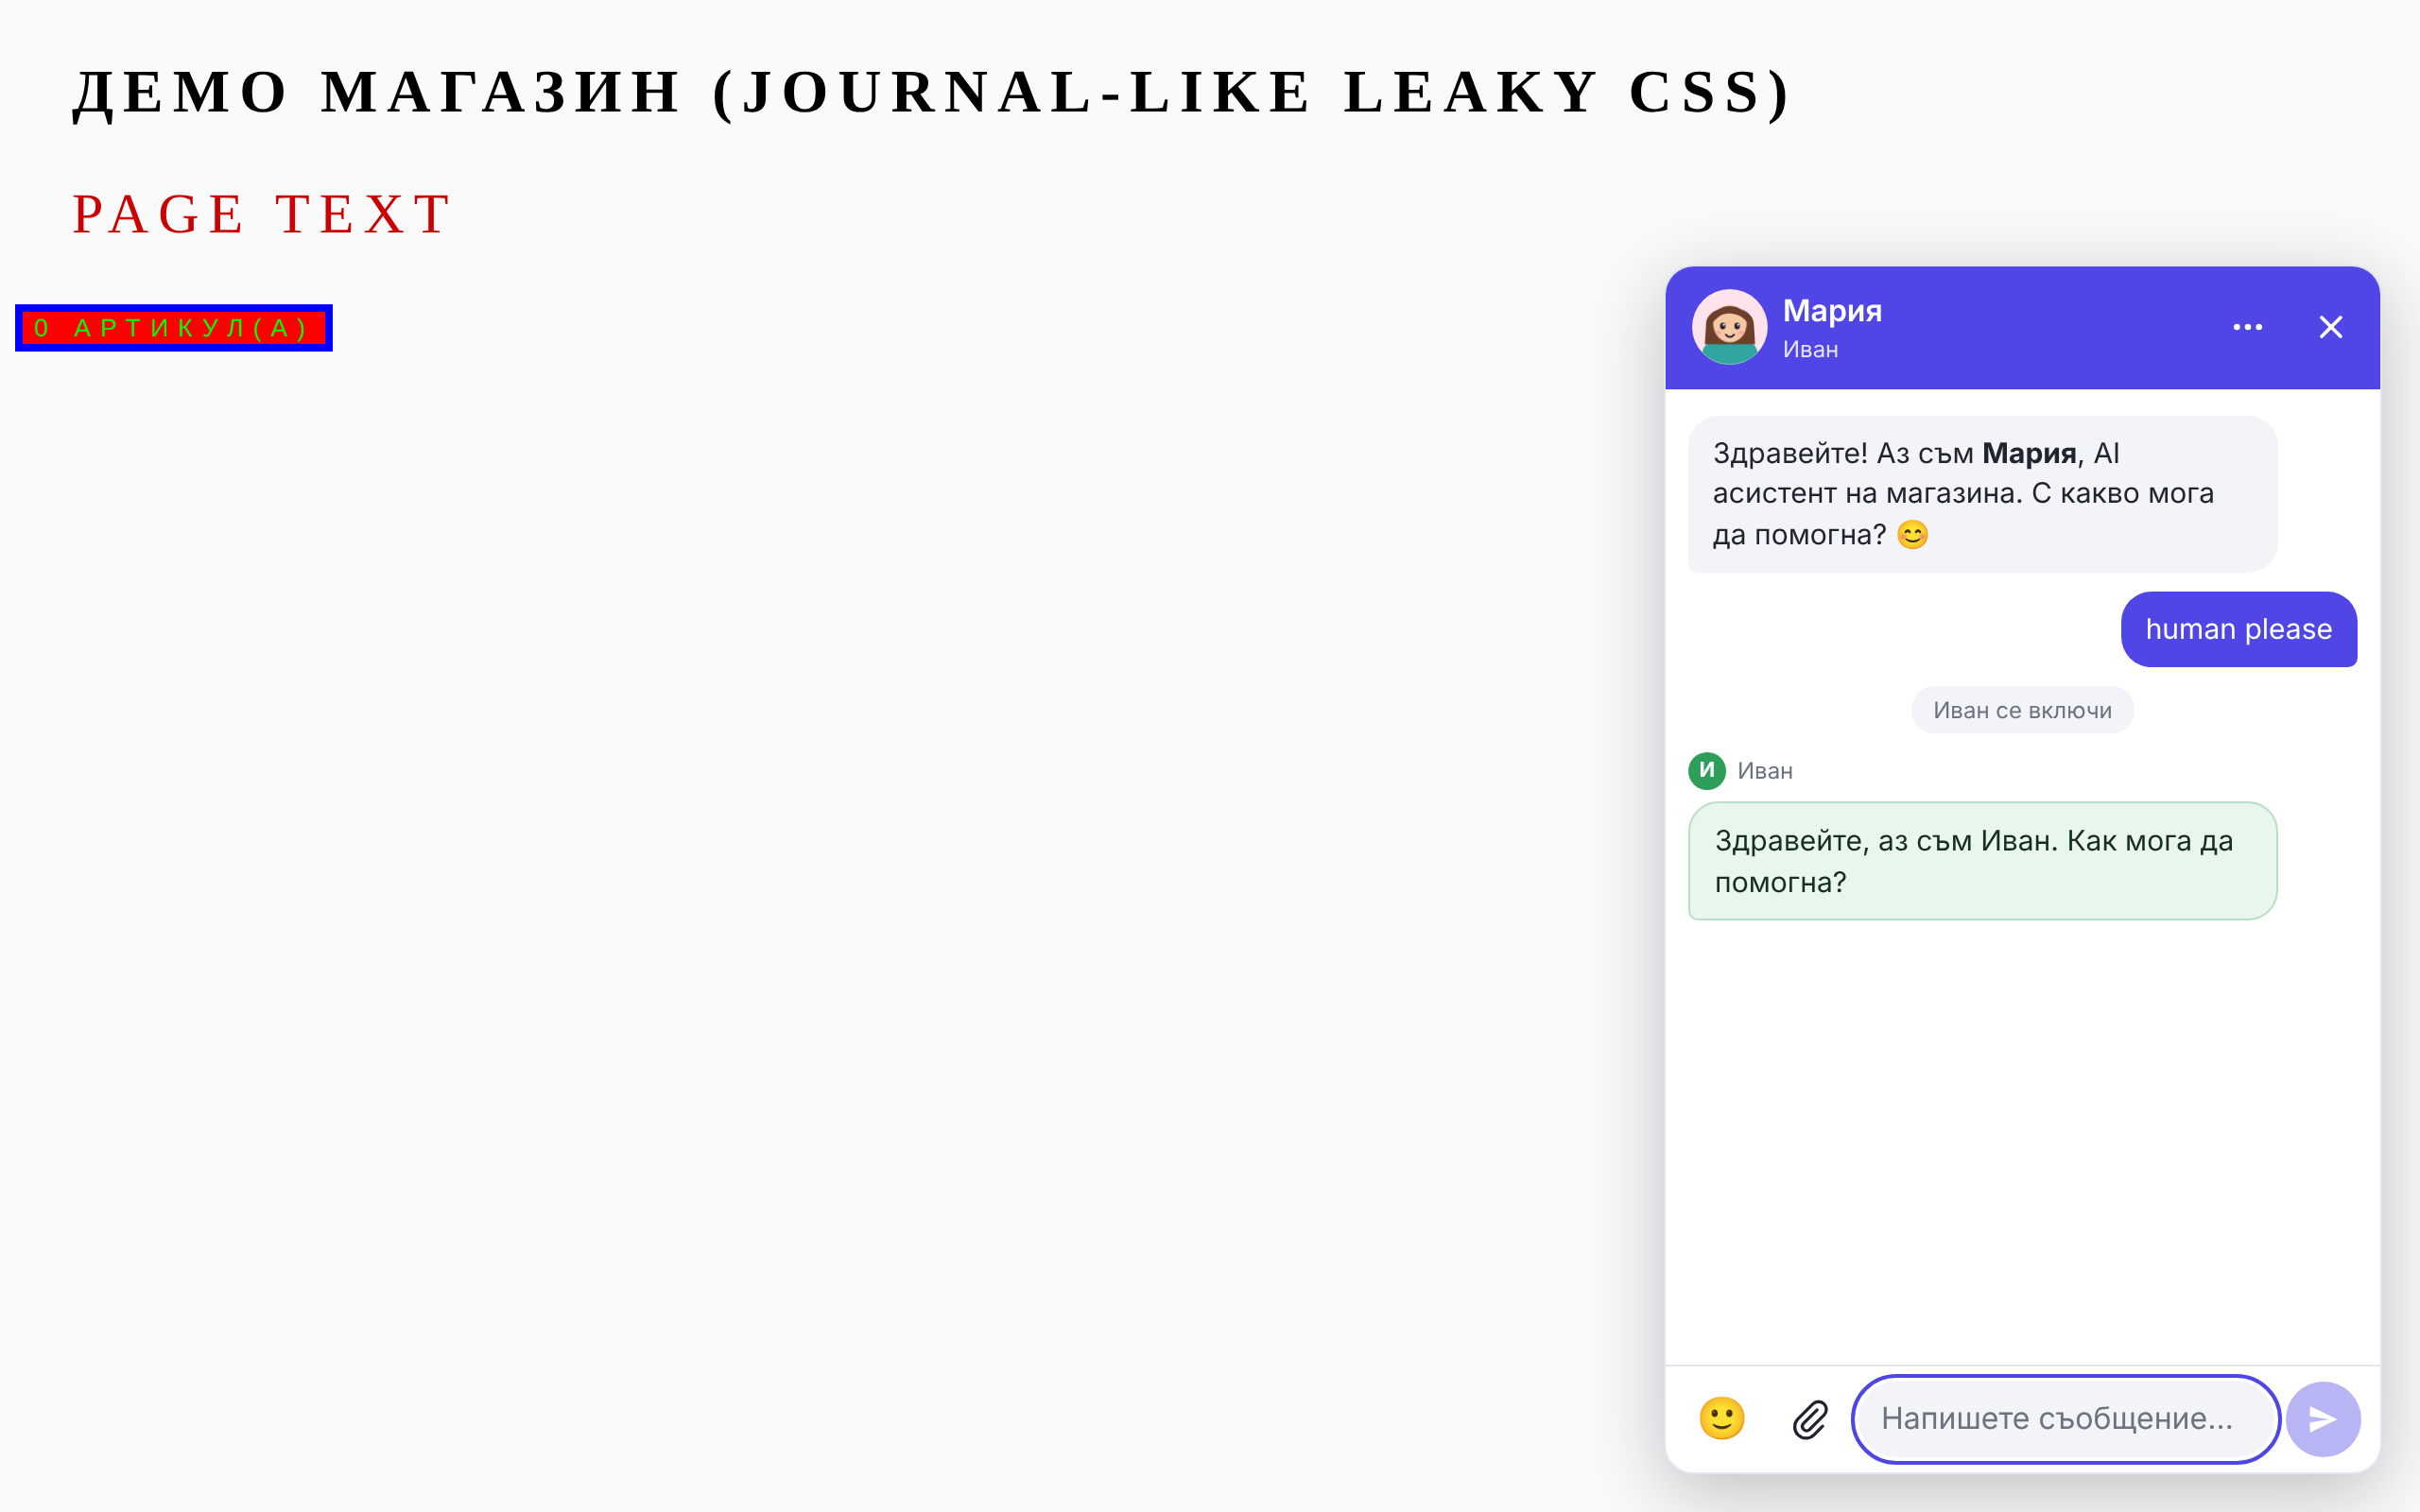 ДЕМО МАГАЗИН (JOURNAL-LIKE LEAKY CSS)
PAGE TEXT
0 АРТИКУЛ(А)
Мария
Иван
Здравейте! Аз съм Мария, AI
асистент на магазина. С какво мога
да помогна? 😊
human please
Иван се включи
И Иван
Здравейте, аз съм Иван. Как мога да
помогна?
Напишете съобщение...